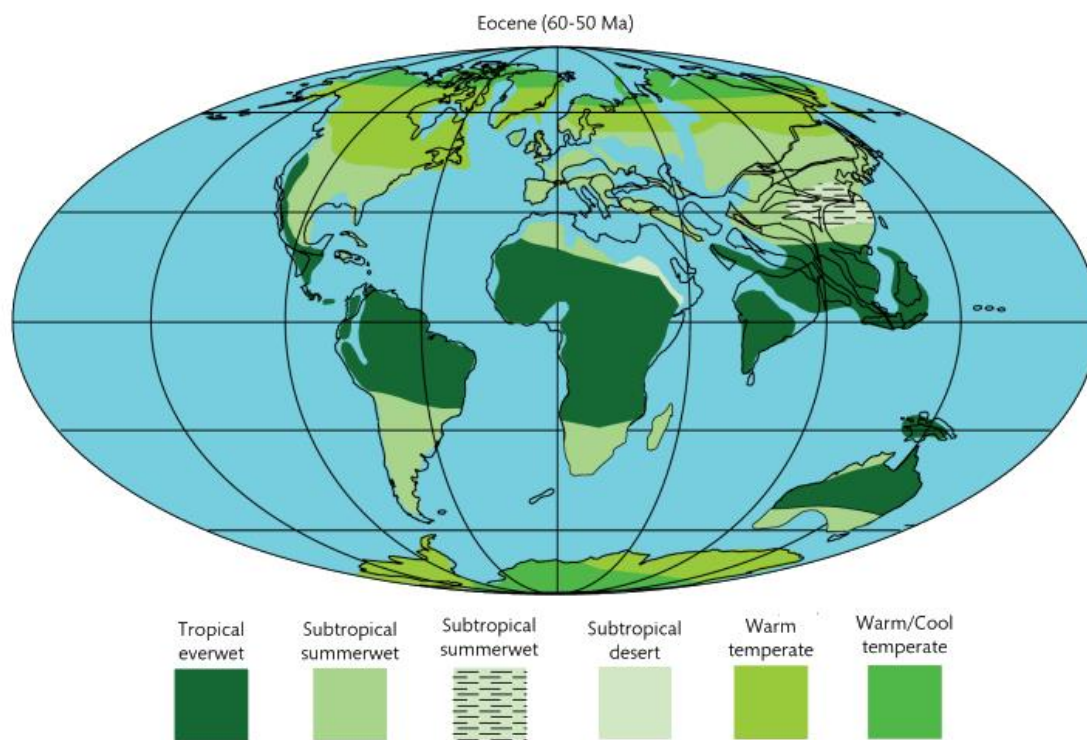 Eocene (60-50 Ma)
Tropical
everwet
Subtropical
summerwet
Subtropical
summerwet
Subtropical
desert
Warm
temperate
Warm/Cool
temperate